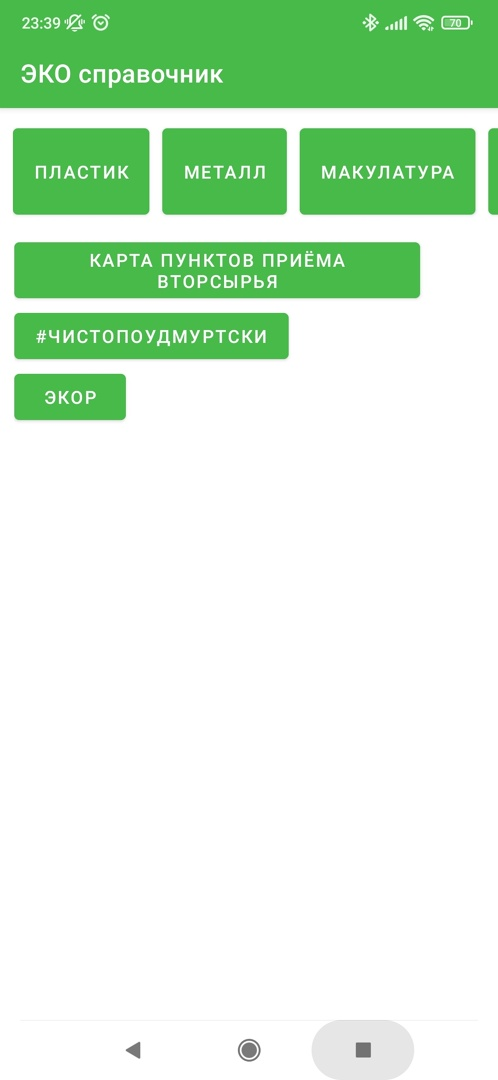 23:39
70
ЭКО справочник
ПЛАСТИК
МЕТАЛЛ
МАКУЛАТУРА
КАРТА ПУНКТОВ ПРИЁМА
ВТОРСЫРЬЯ
#ЧИСТОПОУДМУРТСКИ
ЭКОР